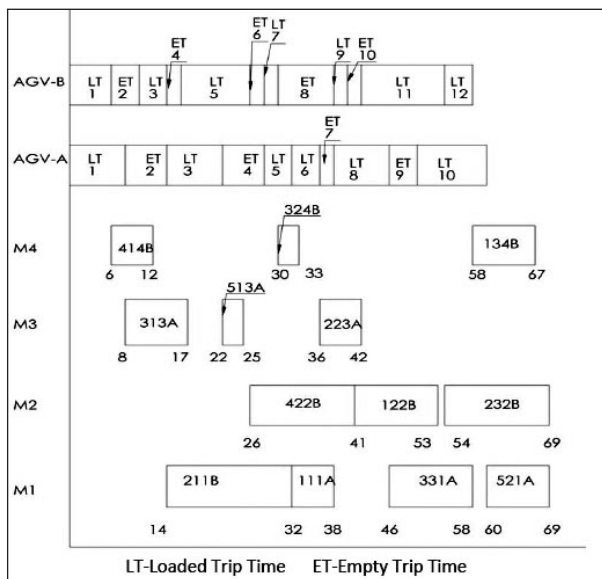 ET 4
ET 6
LT 7
LT 9
ET 10
AGV-B
LT 1
ET 2
LT 3
LT 5
ET 8
LT 11
LT 12
ET 7
AGV-A
LT 1
ET 2
LT 3
ET 4
LT 5
LT 6
LT 8
ET 9
LT 10
324B
M4
414B
134B
6 12 30 33 58 67
513A
M3
313A
223A
8 17 22 25 36 42
M2
422B
122B
232B
26 41 53 54 69
M1
211B
111A
331A
521A
14 32 38 46 58 60 69
LT-Loaded Trip Time ET-Empty Trip Time